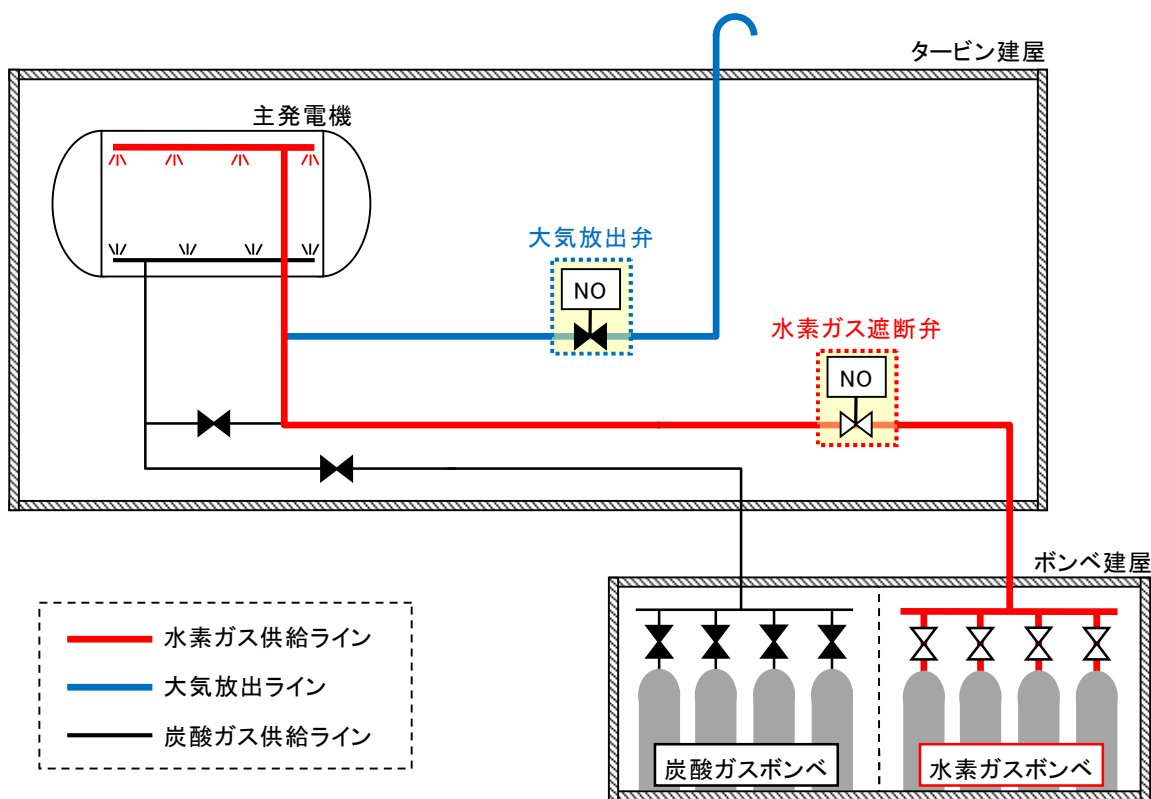 タービン建屋
主発電機
大気放出弁
NO
水素ガス遮断弁
NO
ボンベ建屋
水素ガス供給ライン
大気放出ライン
炭酸ガス供給ライン
炭酸ガスボンベ
水素ガスボンベ